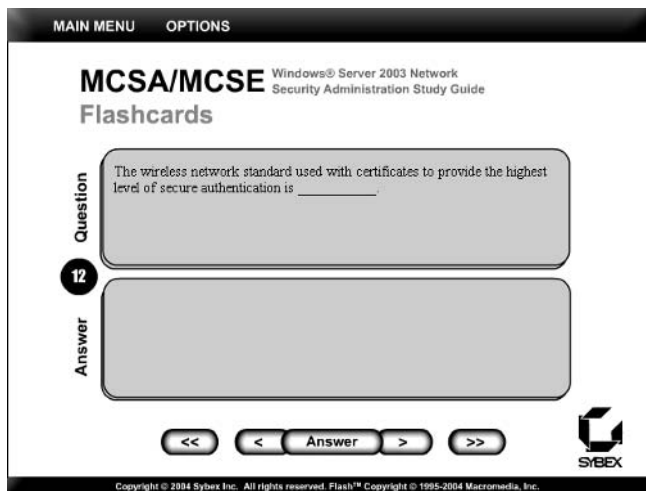 MAIN MENU OPTIONS
MCSA/MCSE Windows® Server 2003 Network
Security Administration Study Guide
Flashcards
Question
The wireless network standard used with certificates to provide the highest
level of secure authentication is ___________.
12
Answer
<< < Answer > >>
SYBEX
Copyright © 2004 Sybex Inc. All rights reserved. Flash™ Copyright © 1995-2004 Macromedia, Inc.